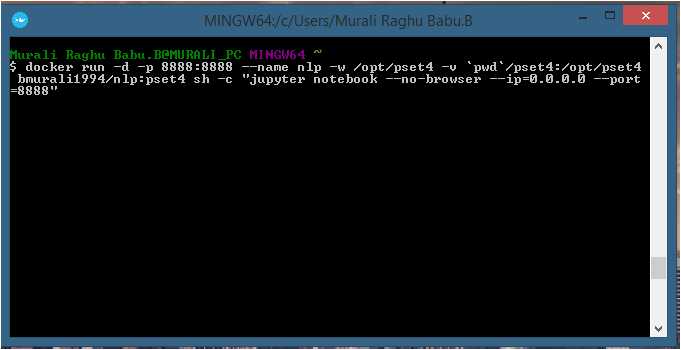 MINGW64:/c/Users/Murali Raghu Babu.B
Murali Raghu Babu.B@MURALI_PC MINGW64 ~
$ docker run -d -p 8888:8888 --name nlp -w /opt/pset4 -v `pwd`/pset4:/opt/pset4
bmurali1994/nlp:pset4 sh -c "jupyter notebook --no-browser --ip=0.0.0.0 --port
=8888"